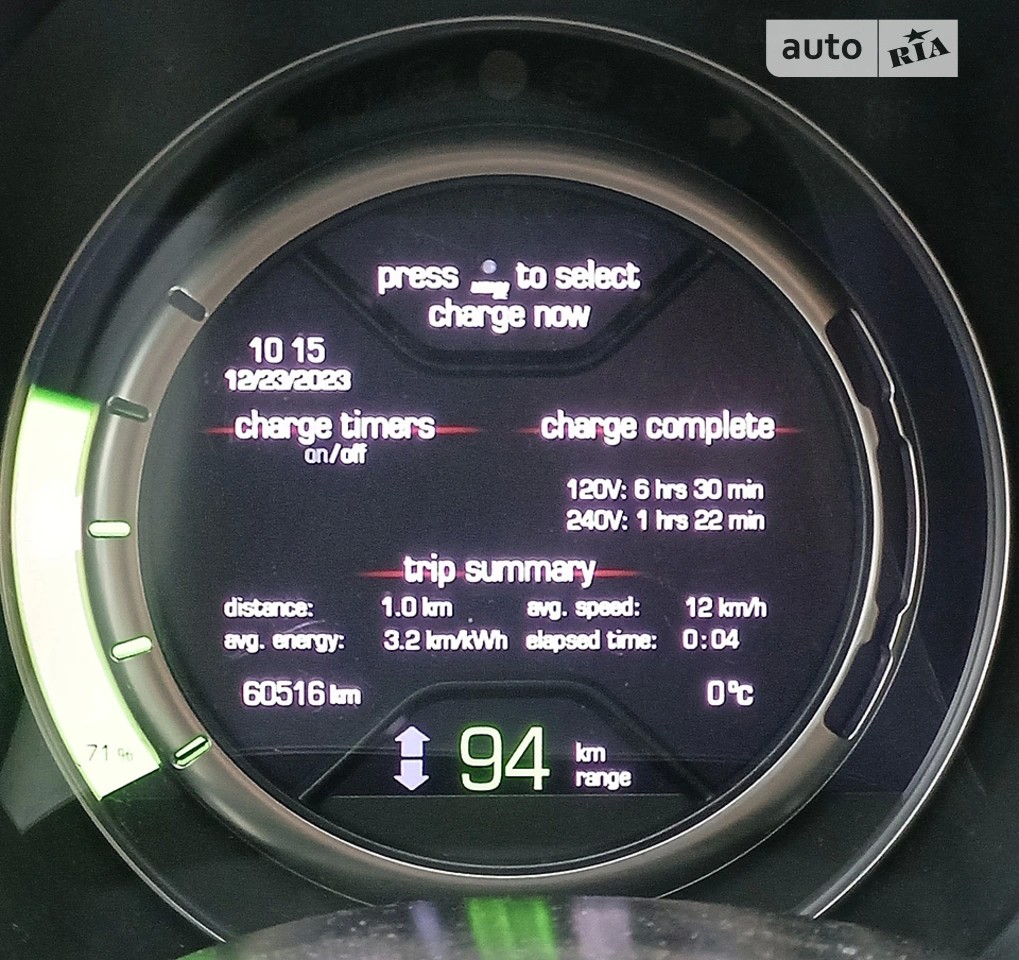 auto RIA
press to select
charge now
10 15
12/23/2023
charge timers
on/off
charge complete
120V: 6 hrs 30 min
240V: 1 hrs 22 min
trip summary
distance: 1.0 km avg. speed: 12 km/h
avg. energy: 3.2 km/kWh elapsed time: 0:04
60516 km 0°C
71%
94 km range